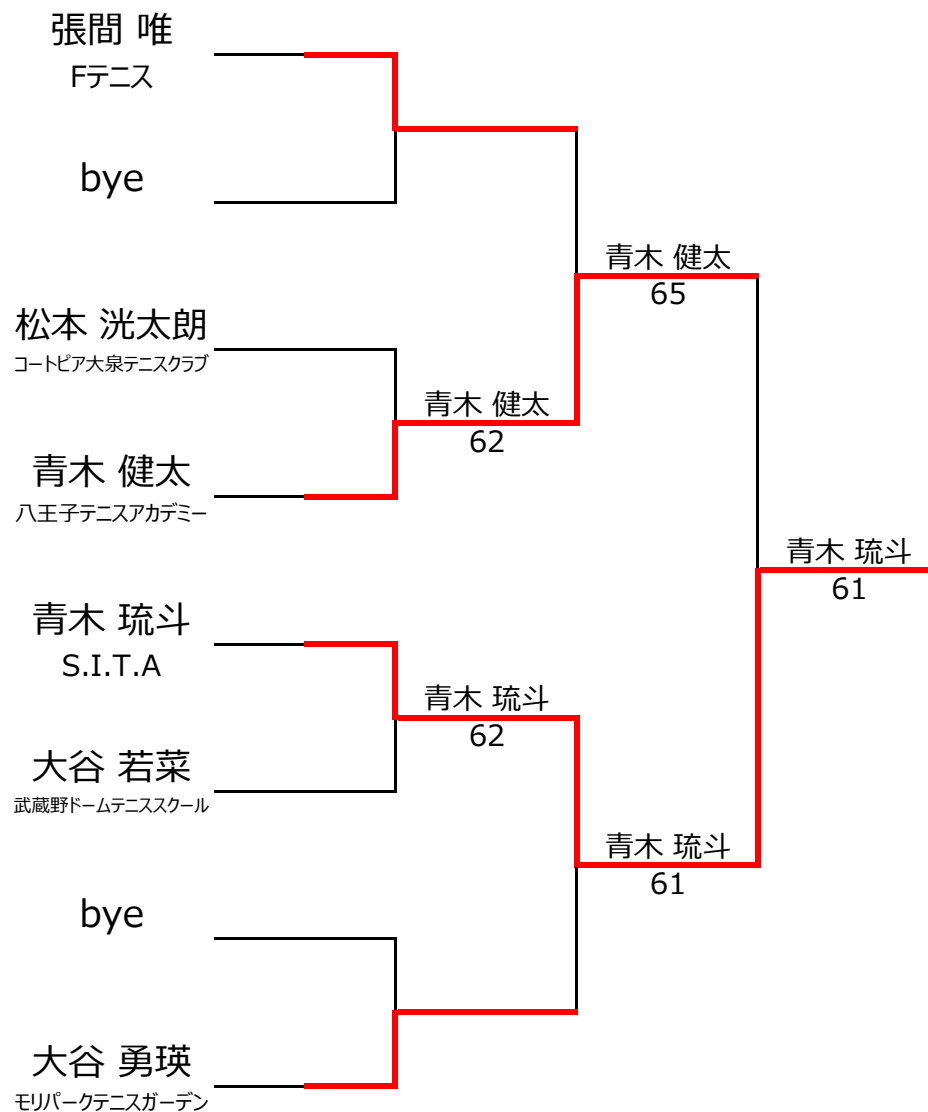 張間 唯
Fテニス
bye
松本 洸太朗
コートピア大泉テニスクラブ
青木 健太
八王子テニスアカデミー
青木 琉斗
S.I.T.A
大谷 若菜
武蔵野ドームテニススクール
bye
大谷 勇瑛
モリパークテニスガーデン
青木 健太
62
青木 琉斗
62
青木 健太
65
青木 琉斗
61
青木 琉斗
61